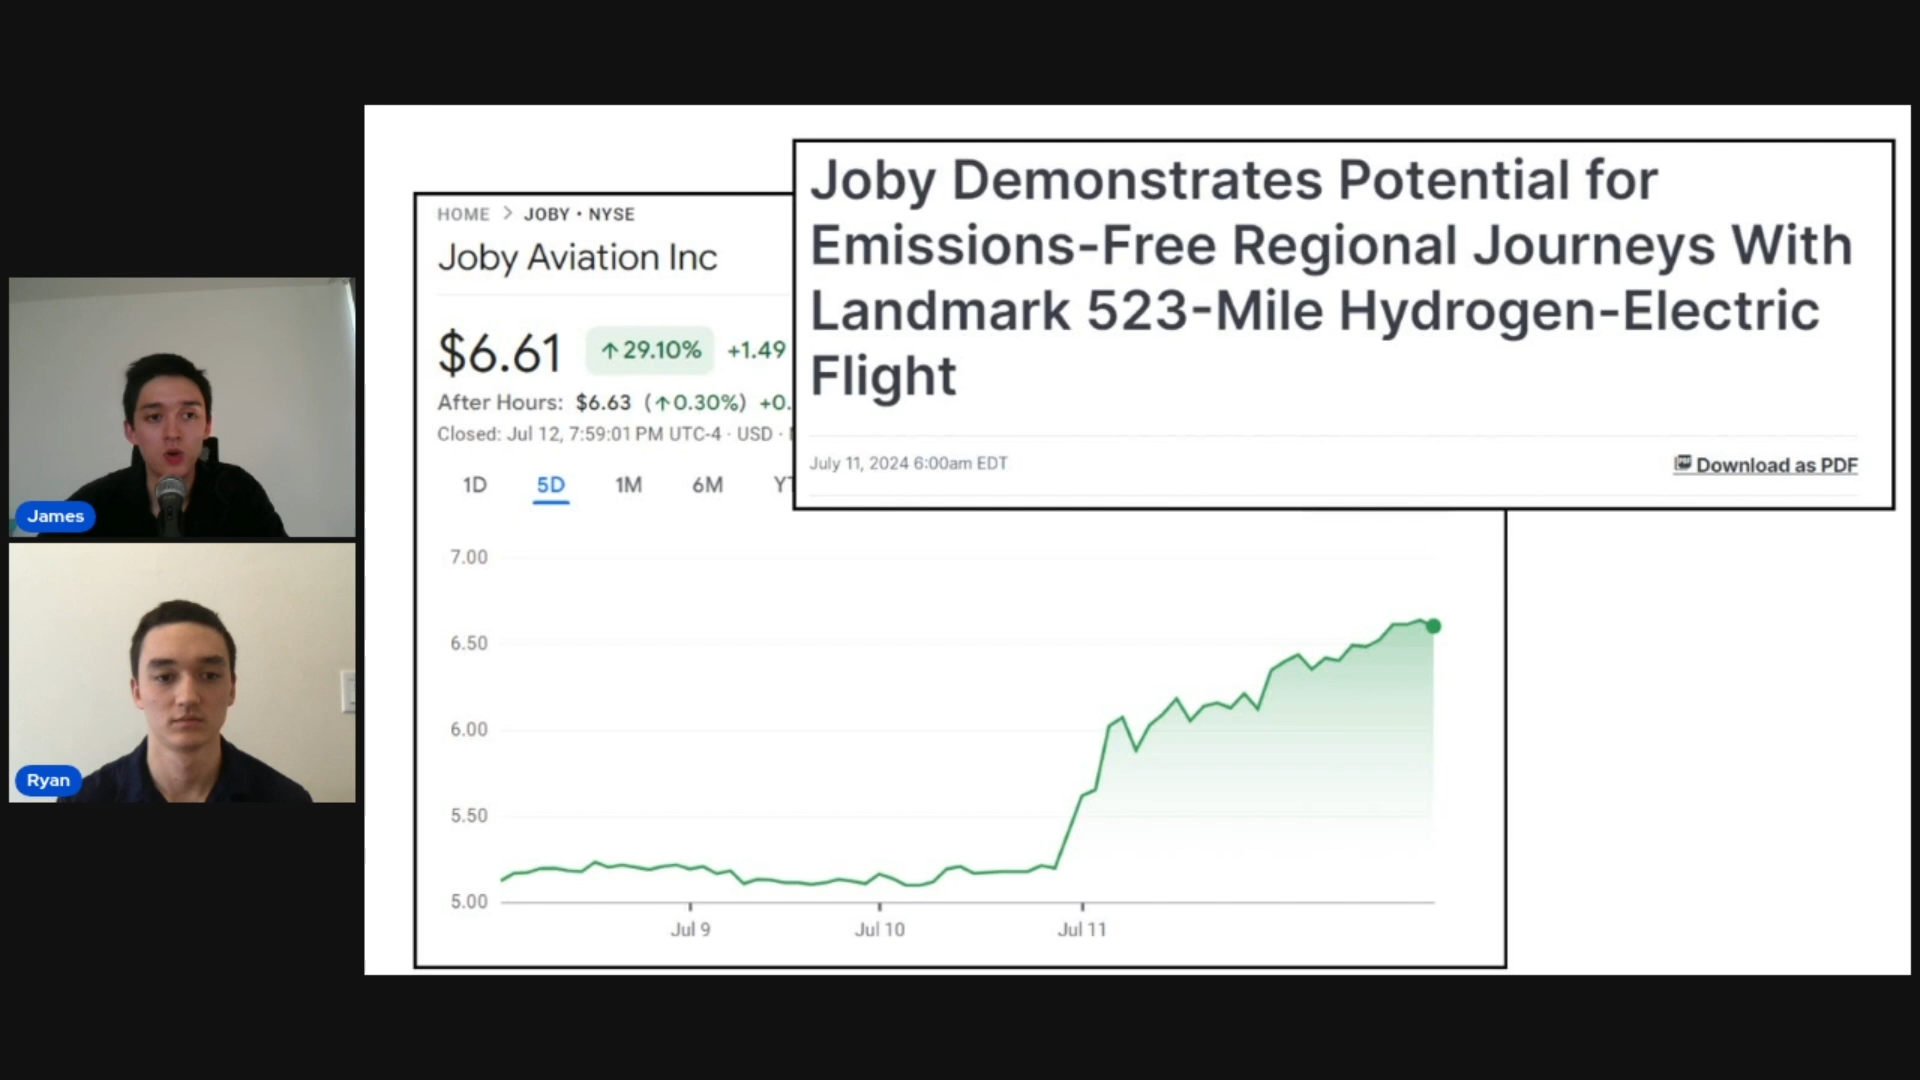 James
Ryan
HOME > JOBY • NYSE
Joby Aviation Inc
$6.61 ↑29.10% +1.49
After Hours: $6.63 (↑0.30%) +0.
Closed: Jul 12, 7:59:01 PM UTC-4 · USD ·
1D 5D 1M 6M
Joby Demonstrates Potential for
Emissions-Free Regional Journeys With
Landmark 523-Mile Hydrogen-Electric
Flight
July 11, 2024 6:00am EDT
Download as PDF
7.00
6.50
6.00
5.50
5.00
Jul 9 Jul 10 Jul 11